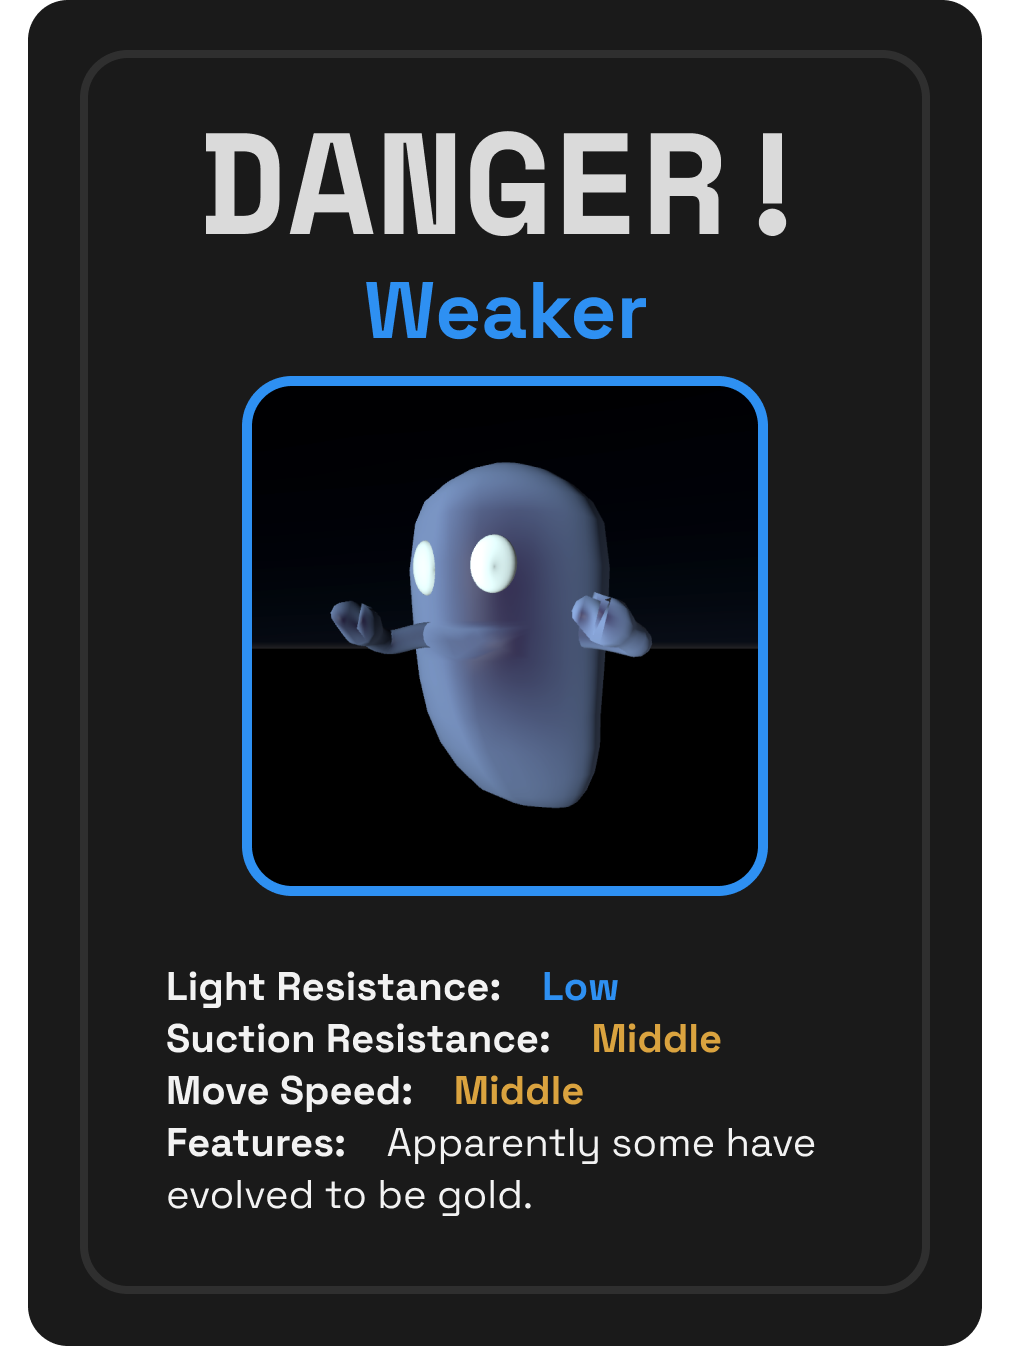 DANGER!
Weaker
Light Resistance: Low
Suction Resistance: Middle
Move Speed: Middle
Features: Apparently some have
evolved to be gold.